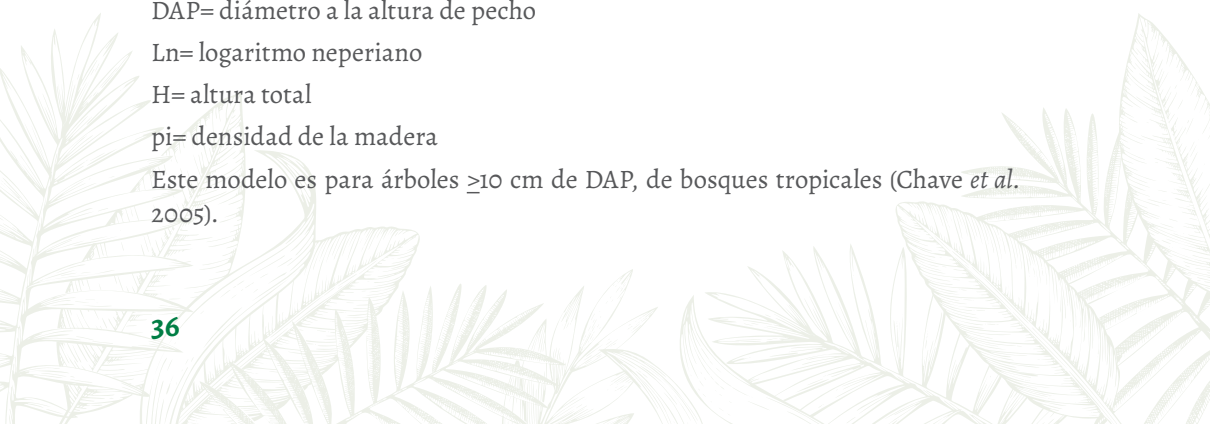 DAP= diámetro a la altura de pecho
Ln= logaritmo neperiano
H= altura total
pi= densidad de la madera
Este modelo es para árboles ≥10 cm de DAP, de bosques tropicales (Chave et al.
2005).
36